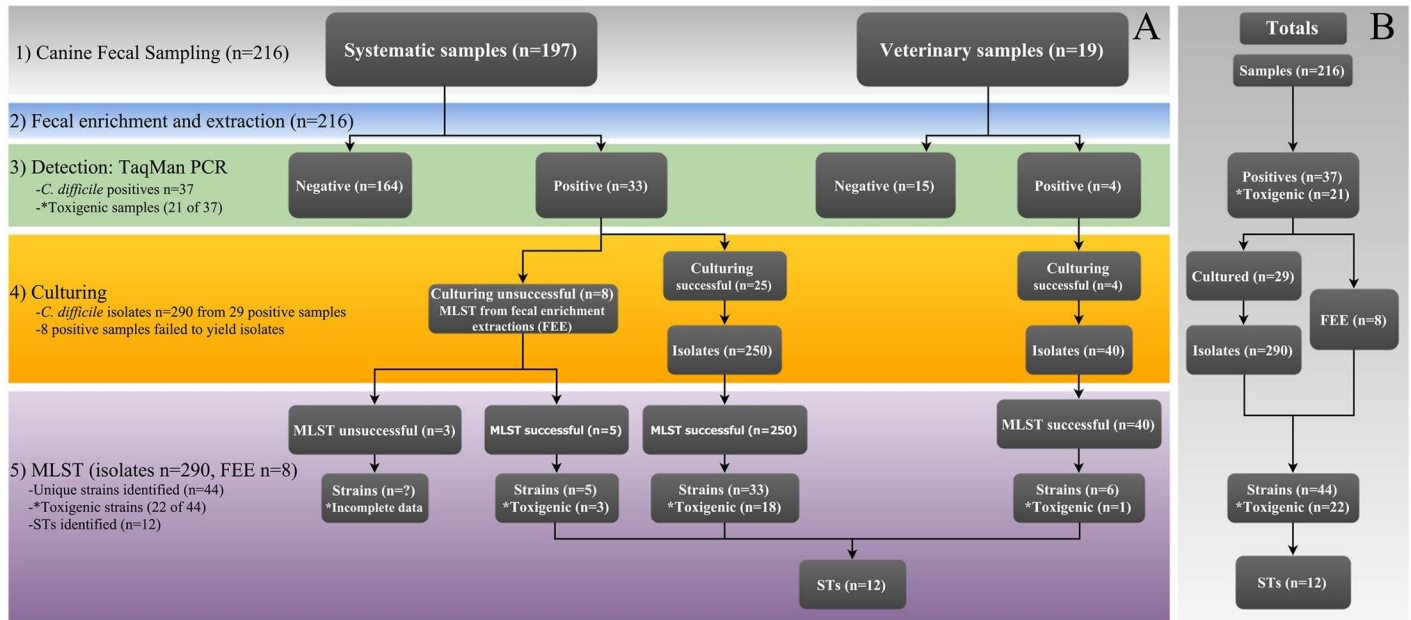 A
B
1) Canine Fecal Sampling (n=216)
Systematic samples (n=197)
Veterinary samples (n=19)
2) Fecal enrichment and extraction (n=216)
3) Detection: TaqMan PCR
-C. difficile positives n=37
-*Toxigenic samples (21 of 37)
Negative (n=164)
Positive (n=33)
Negative (n=15)
Positive (n=4)
4) Culturing
-C. difficile isolates n=290 from 29 positive samples
-8 positive samples failed to yield isolates
Culturing unsuccessful (n=8)
MLST from fecal enrichment
extractions (FEE)
Culturing
successful (n=25)
Isolates (n=250)
Culturing
successful (n=4)
Isolates (n=40)
5) MLST (isolates n=290, FEE n=8)
-Unique strains identified (n=44)
-*Toxigenic strains (22 of 44)
-STs identified (n=12)
MLST unsuccessful (n=3)
MLST successful (n=5)
MLST successful (n=250)
MLST successful (n=40)
Strains (n=?)
*Incomplete data
Strains (n=5)
*Toxigenic (n=3)
Strains (n=33)
*Toxigenic (n=18)
Strains (n=6)
*Toxigenic (n=1)
STs (n=12)
Totals
Samples (n=216)
Positives (n=37)
*Toxigenic (n=21)
Cultured (n=29)
FEE (n=8)
Isolates (n=290)
Strains (n=44)
*Toxigenic (n=22)
STs (n=12)